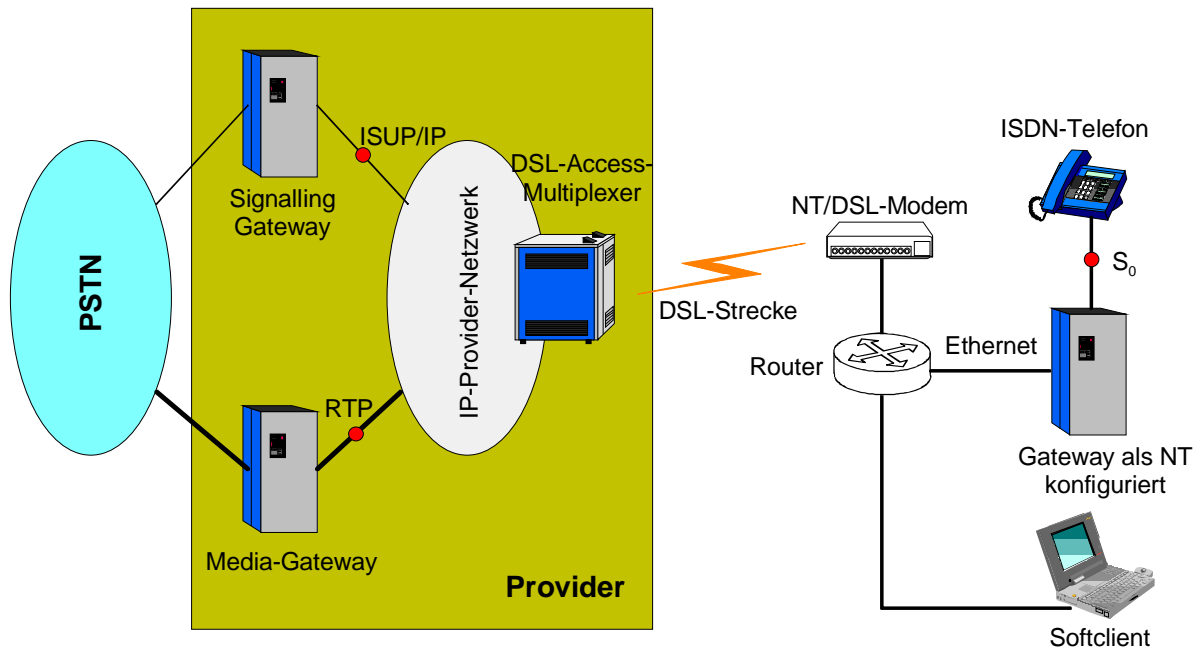 PSTN
Signalling
Gateway
ISUP/IP
RTP
Media-Gateway
IP-Provider-Netzwerk
DSL-Access-
Multiplexer
Provider
DSL-Strecke
NT/DSL-Modem
ISDN-Telefon
S0
Router
Ethernet
Gateway als NT
konfiguriert
Softclient